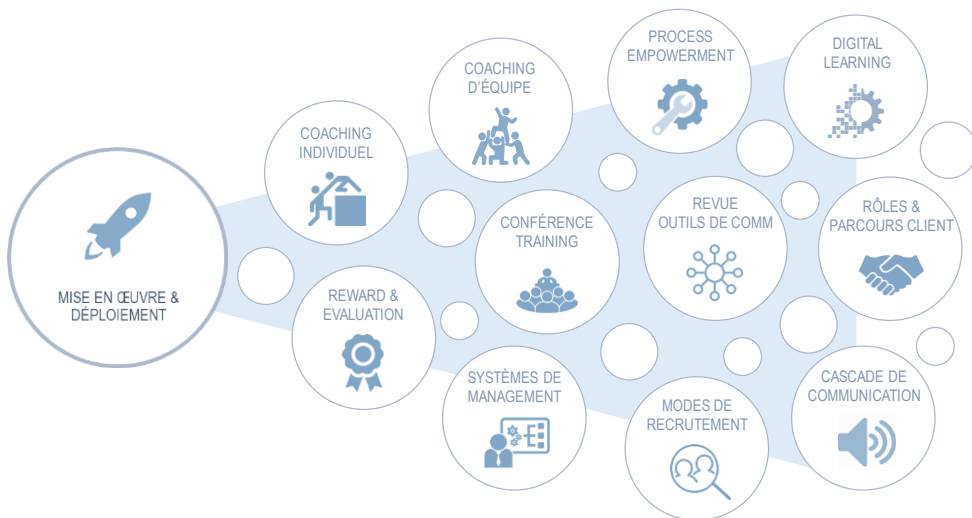 PROCESS
EMPOWERMENT
DIGITAL
LEARNING
COACHING
D'ÉQUIPE
COACHING
INDIVIDUEL
REVUE
OUTILS DE COMM
RÔLES &
PARCOURS CLIENT
CONFÉRENCE
TRAINING
MISE EN ŒUVRE &
DÉPLOIEMENT
REWARD &
EVALUATION
SYSTÈMES DE
MANAGEMENT
MODES DE
RECRUTEMENT
CASCADE DE
COMMUNICATION